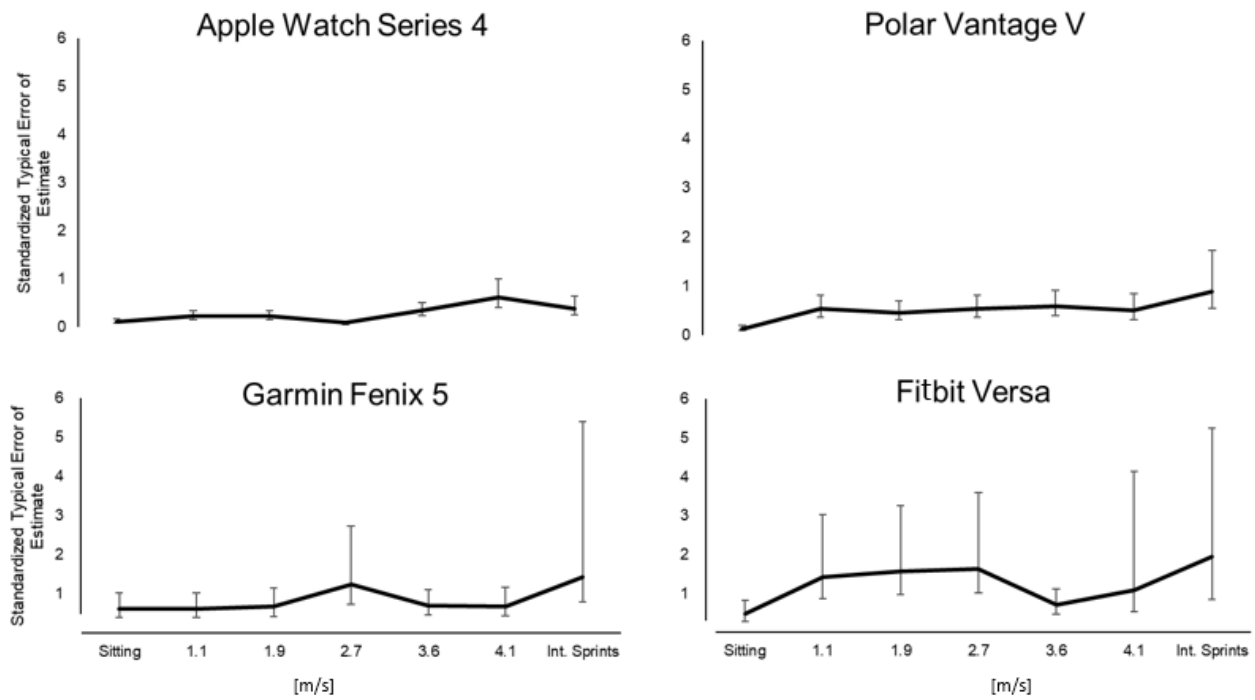 Apple Watch Series 4
Polar Vantage V
Standardized Typical Error of
Estimate
6
5
4
3
2
1
0
6
5
4
3
2
1
0
Garmin Fenix 5
Fitbit Versa
Standardized Typical Error of
Estimate
6
5
4
3
2
1
6
5
4
3
2
1
Sitting 1.1 1.9 2.7 3.6 4.1 Int. Sprints
Sitting 1.1 1.9 2.7 3.6 4.1 Int. Sprints
[m/s]
[m/s]